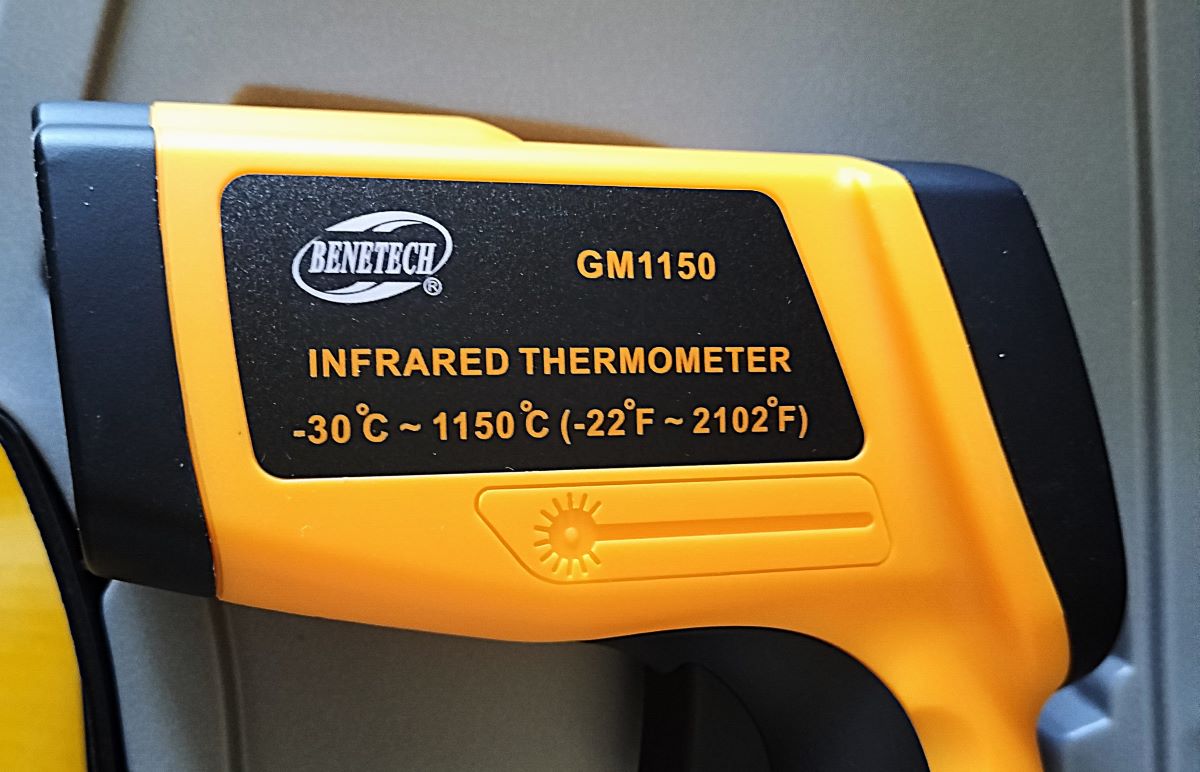 BENETECH®
GM1150
INFRARED THERMOMETER
-30℃ ~ 1150℃ (-22°F ~ 2102°F)